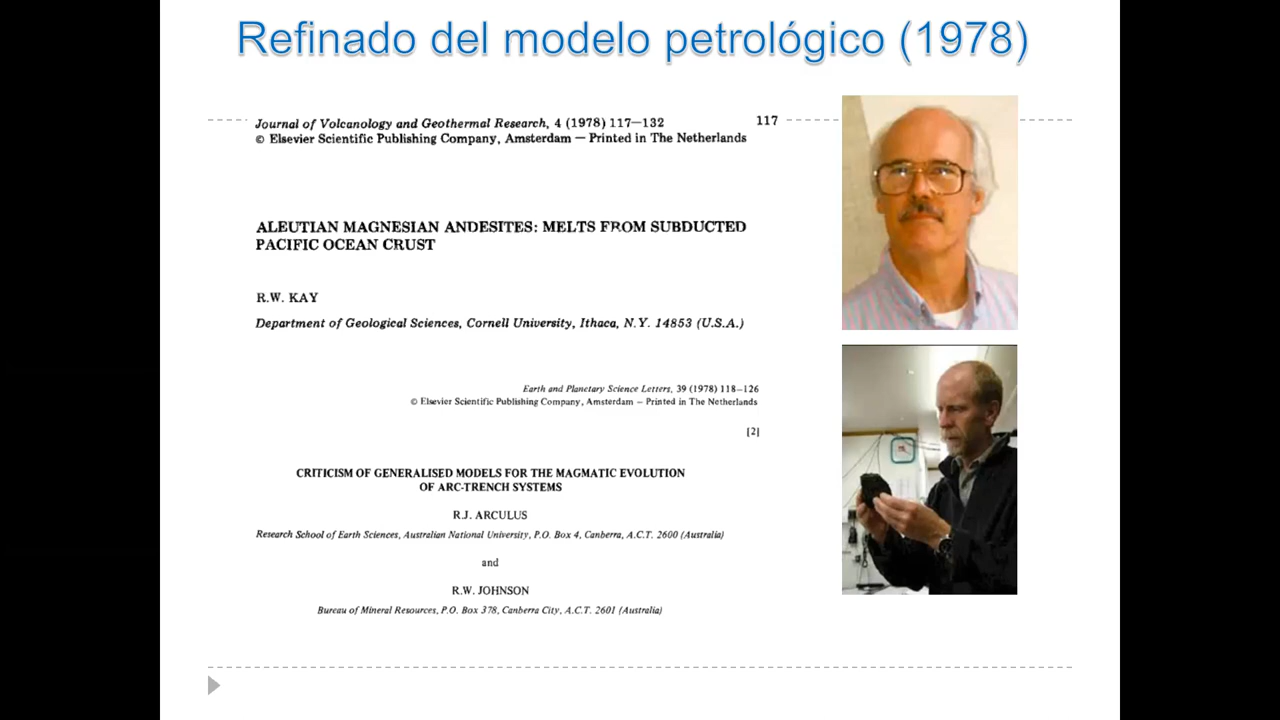 Refinado del modelo petrológico (1978)
Journal of Volcanology and Geothermal Research, 4 (1978) 117—132
117
© Elsevier Scientific Publishing Company, Amsterdam — Printed in The Netherlands
ALEUTIAN MAGNESIAN ANDESITES: MELTS FROM SUBDUCTED
PACIFIC OCEAN CRUST
R.W. KAY
Department of Geological Sciences, Cornell University, Ithaca, N.Y. 14853 (U.S.A.)
Earth and Planetary Science Letters, 39 (1978) 118–126
© Elsevier Scientific Publishing Company, Amsterdam – Printed in The Netherlands
[2]
CRITICISM OF GENERALISED MODELS FOR THE MAGMATIC EVOLUTION
OF ARC-TRENCH SYSTEMS
R.J. ARCULUS
Research School of Earth Sciences, Australian National University, P.O. Box 4, Canberra, A.C.T. 2600 (Australia)
and
R.W. JOHNSON
Bureau of Mineral Resources, P.O. Box 378, Canberra City, A.C.T. 2601 (Australia)